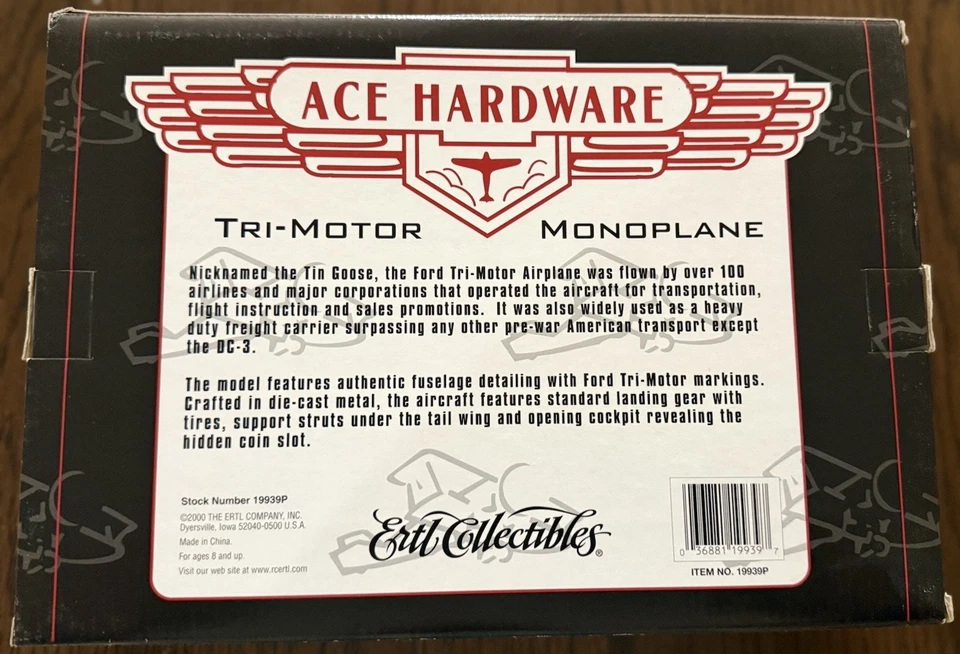 ACE HARDWARE
TRI-MOTOR MONOPLANE
Nicknamed the Tin Goose, the Ford Tri-Motor Airplane was flown by over 100
airlines and major corporations that operated the aircraft for transportation,
flight instruction and sales promotions. It was also widely used as a heavy
duty freight carrier surpassing any other pre-war American transport except
the DC-3.
The model features authentic fuselage detailing with Ford Tri-Motor markings.
Crafted in die-cast metal, the aircraft features standard landing gear with
tires, support struts under the tail wing and opening cockpit revealing the
hidden coin slot.
Stock Number 19939P
©2000 THE ERTL COMPANY, INC.
Dyersville, Iowa 52040-0500 U.S.A.
Made in China.
For ages 8 and up.
Visit our web site at www.rcertl.com
Ertl Collectibles®
0 36881 19939 7
ITEM NO. 19939P